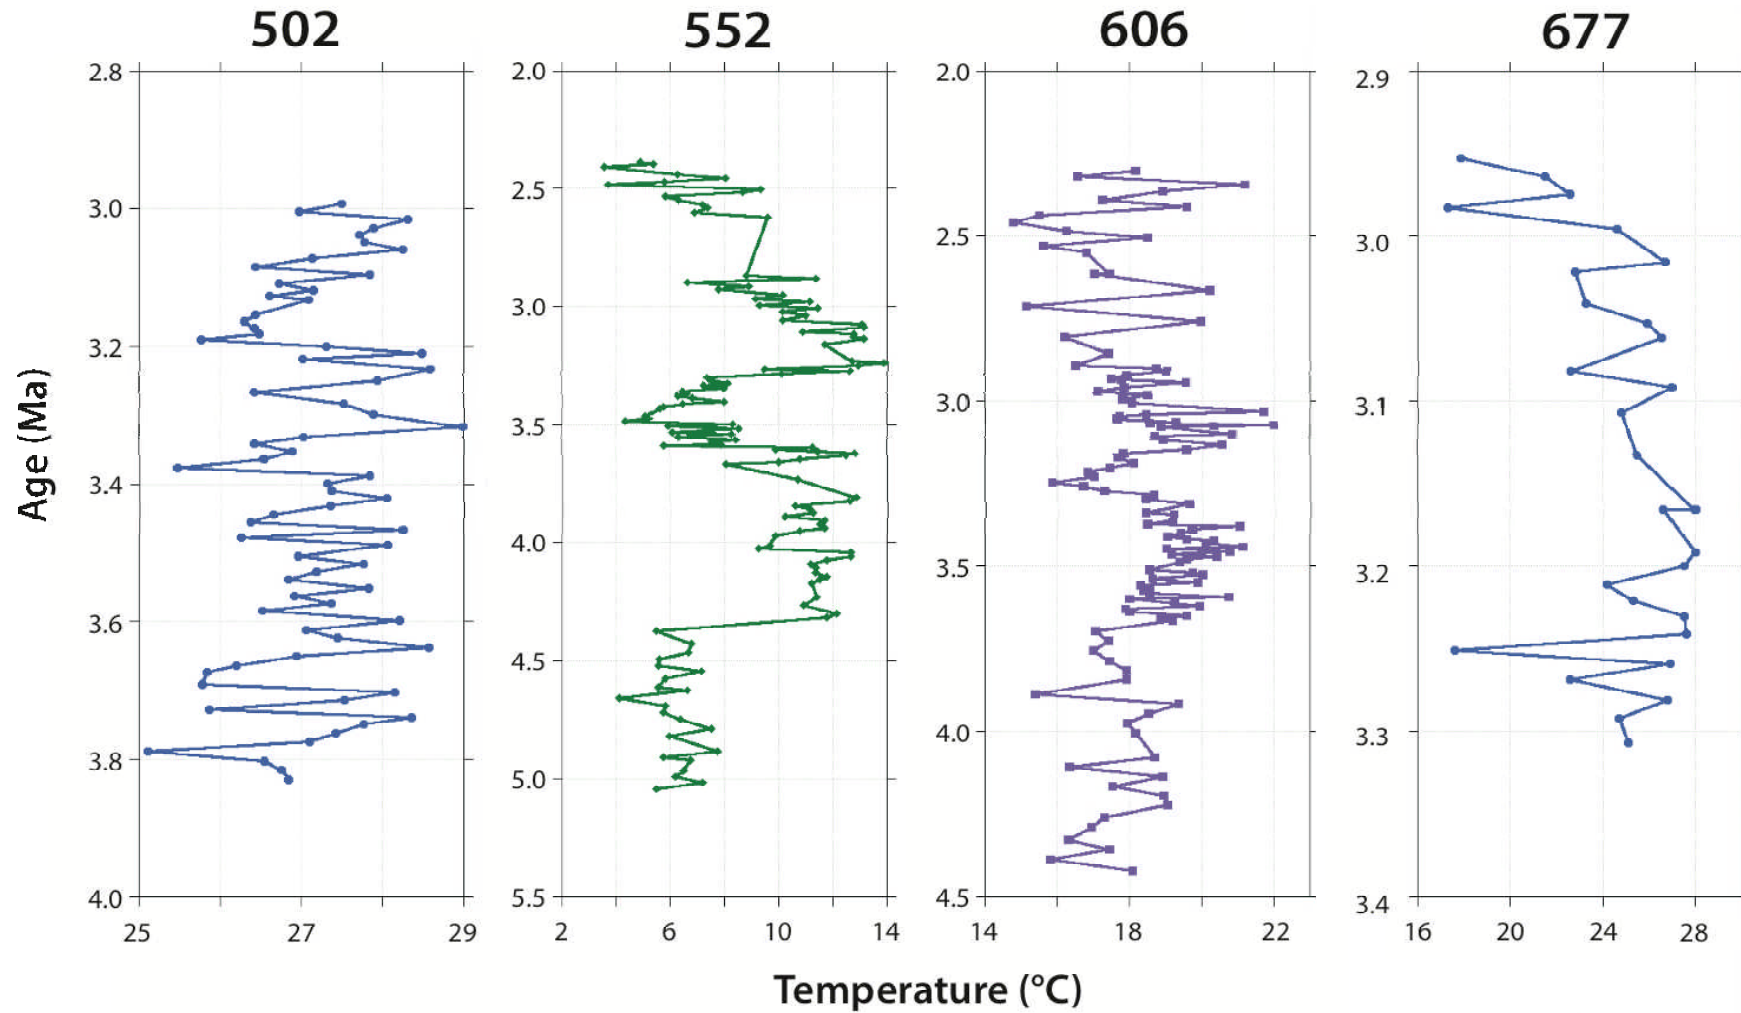 502 552 606 677
2.8 2.0 2.0 2.9
3.0 2.5 2.5 3.0
3.2 3.0 3.0 3.1
3.4 3.5 3.5 3.2
3.6 4.0 4.0 3.3
3.8 4.5 4.5 3.4
4.0 5.0
5.5
Age (Ma)
25 27 29 2 6 10 14 14 18 22 16 20 24 28
Temperature (°C)